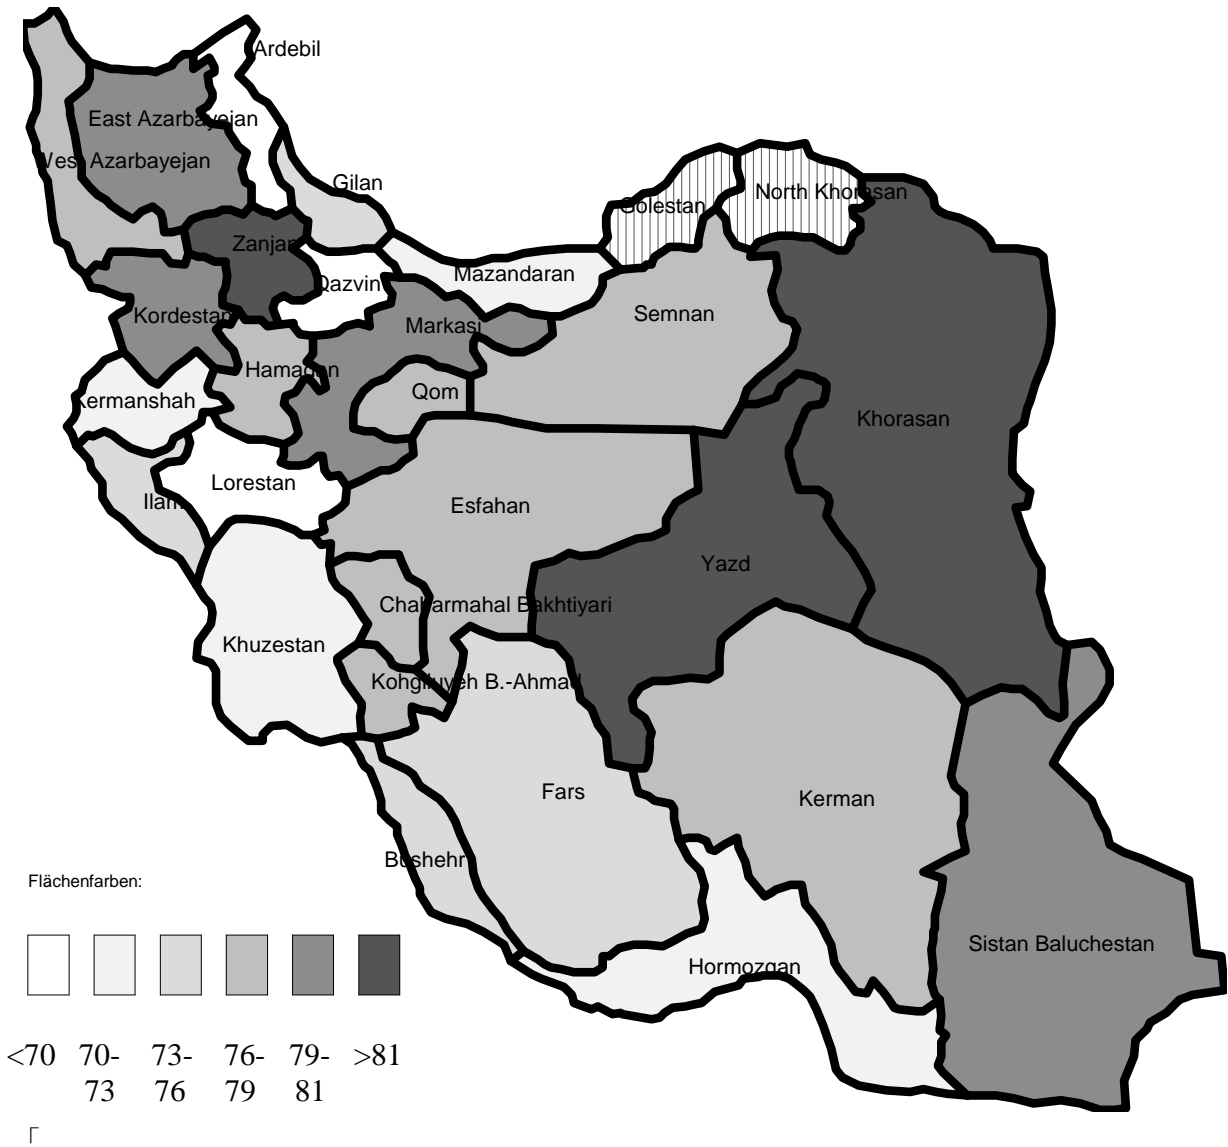 Ardebil
East Azarbayejan
West Azarbayejan
Gilan
Golestan
North Khorasan
Zanjan
Qazvin
Mazandaran
Semnan
Kordestan
Markasi
Hamadan
Qom
Kermanshah
Khorasan
Lorestan
Ilam
Esfahan
Yazd
Chaharmahal Bakhtiyari
Khuzestan
Kohgiluyeh B.-Ahmad
Fars
Kerman
Bushehr
Flächenfarben:
Sistan Baluchestan
Hormozgan
<70 70- 73- 76- 79- >81
73 76 79 81